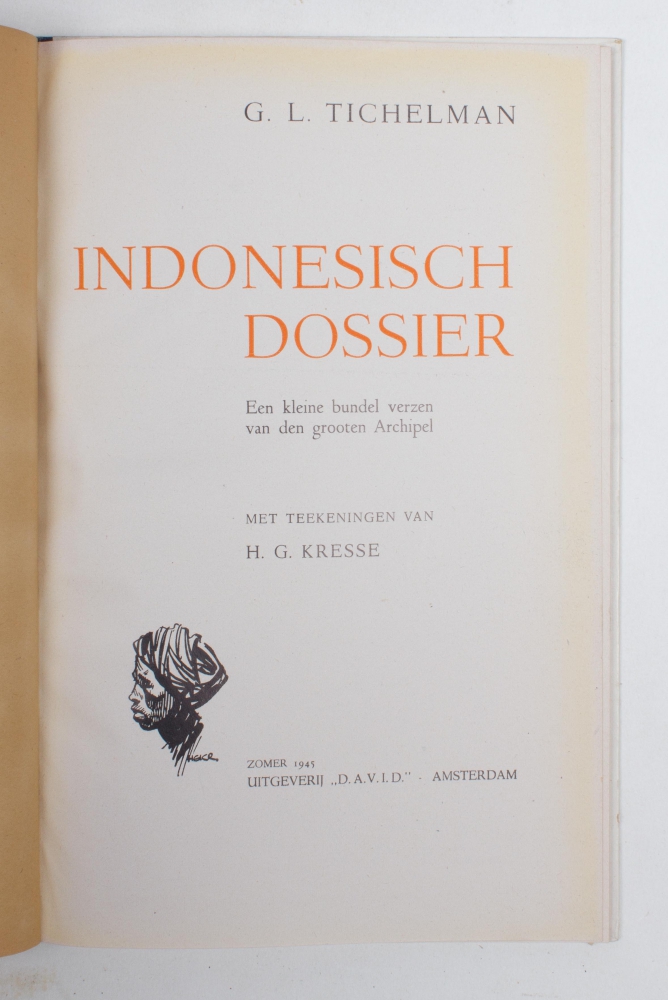 G. L. TICHELMAN
INDONESISCH
DOSSIER
Een kleine bundel verzen
van den grooten Archipel
MET TEEKENINGEN VAN
H. G. KRESSE
ZOMER 1945
UITGEVERIJ „D.A.V.I.D.” · AMSTERDAM